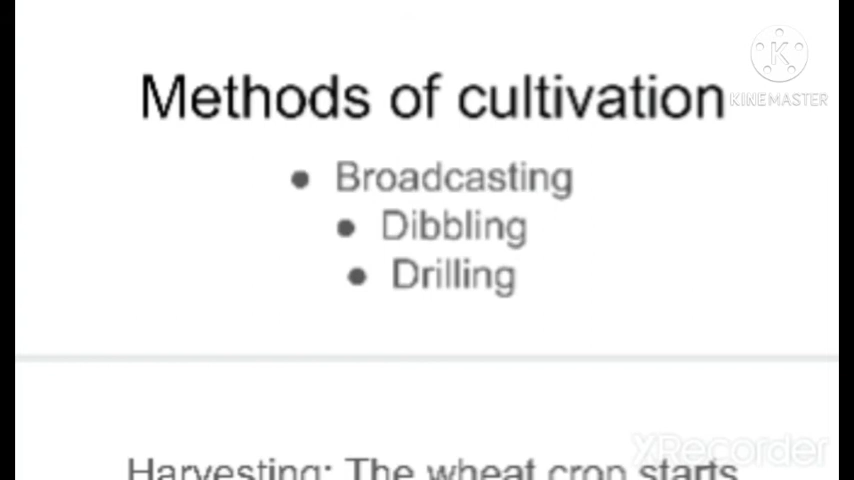 Methods of cultivation
KINEMASTER
● Broadcasting
● Dibbling
● Drilling
XRecorder
Harvesting: The wheat crop starts